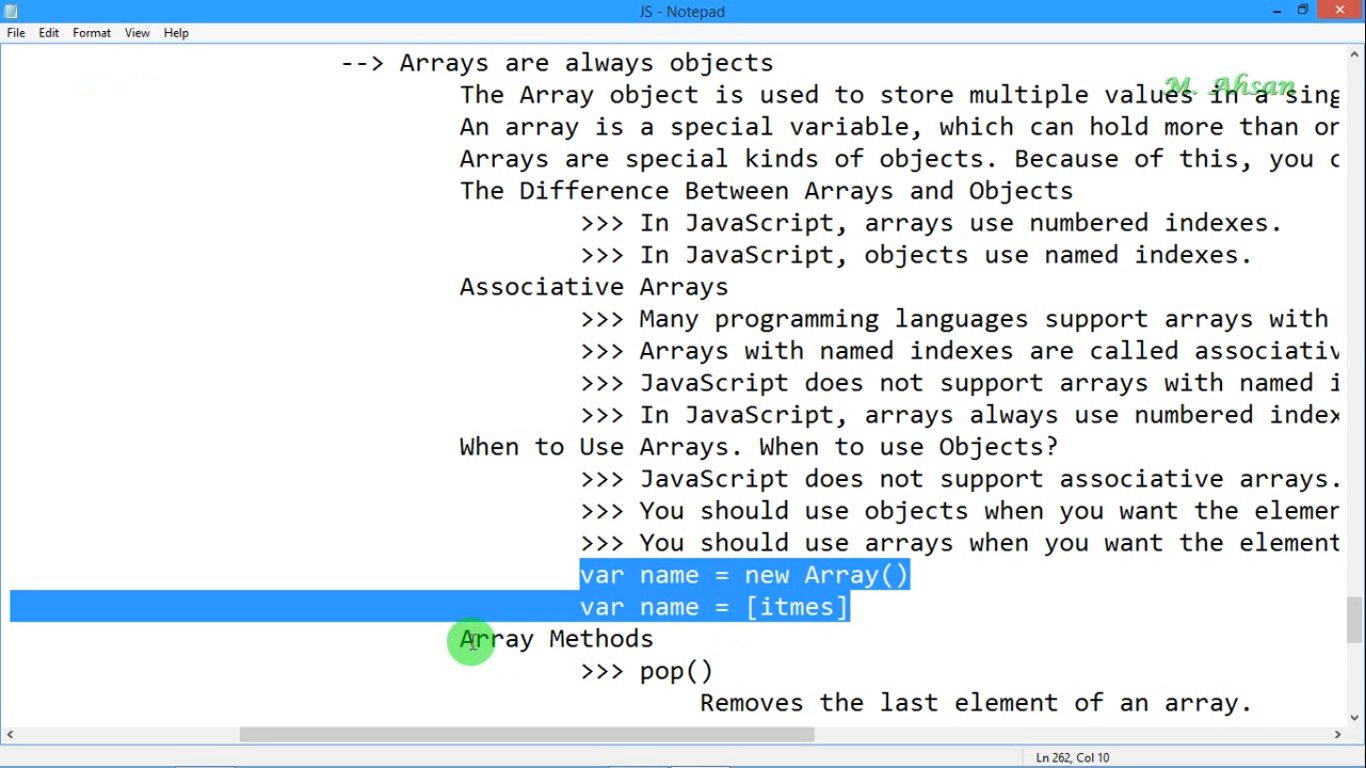 JS - Notepad
File Edit Format View Help
--> Arrays are always objects
M. Ahsan
The Array object is used to store multiple values in a sing
An array is a special variable, which can hold more than on
Arrays are special kinds of objects. Because of this, you c
The Difference Between Arrays and Objects
>>> In JavaScript, arrays use numbered indexes.
>>> In JavaScript, objects use named indexes.
Associative Arrays
>>> Many programming languages support arrays with
>>> Arrays with named indexes are called associativ
>>> JavaScript does not support arrays with named i
>>> In JavaScript, arrays always use numbered index
When to Use Arrays. When to use Objects?
>>> JavaScript does not support associative arrays.
>>> You should use objects when you want the elemen
>>> You should use arrays when you want the element
var name = new Array()
var name = [itmes]
Array Methods
>>> pop()
Removes the last element of an array.
Ln 262, Col 10